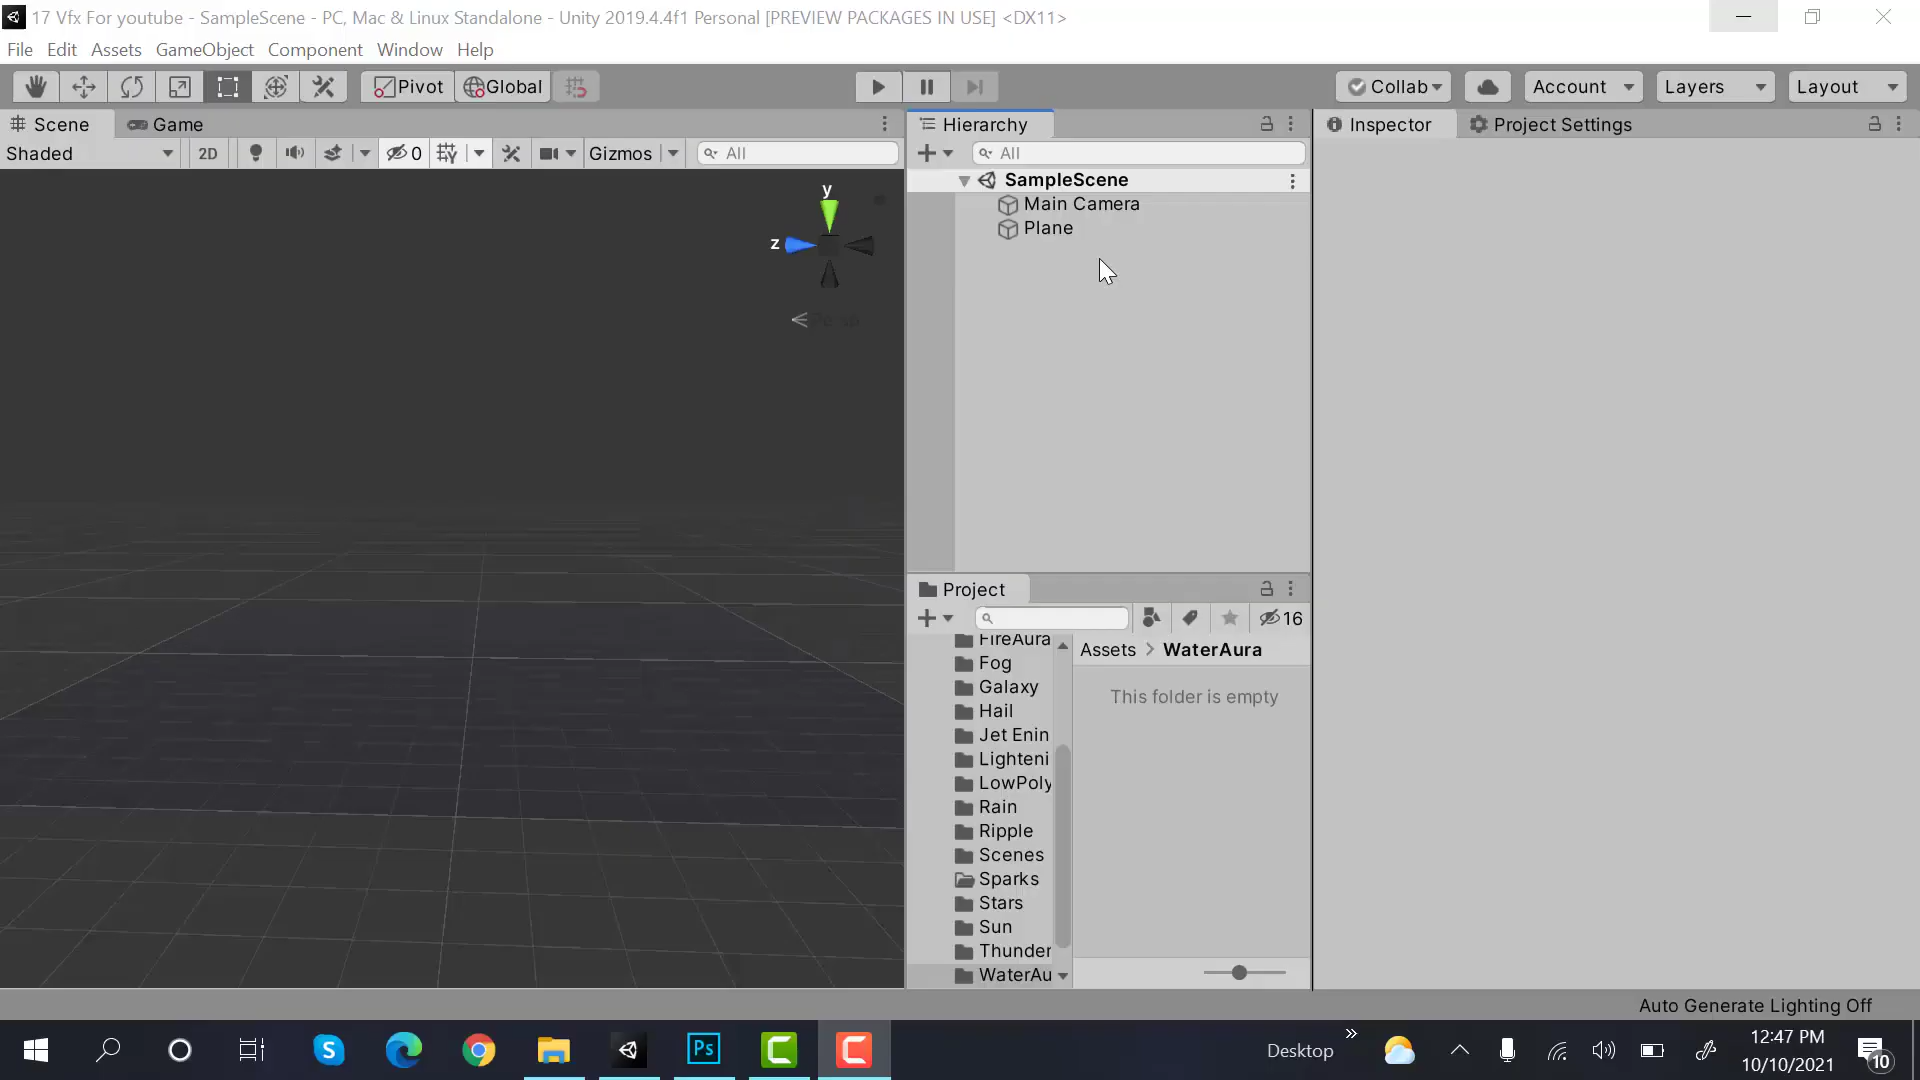 17 Vfx For youtube - SampleScene - PC, Mac & Linux Standalone - Unity 2019.4.4f1 Personal [PREVIEW PACKAGES IN USE] <DX11>
File Edit Assets GameObject Component Window Help
Pivot Global Collab Account Layers Layout
Scene Game Hierarchy Inspector Project Settings
Shaded 2D 0 Gizmos All All
SampleScene
Main Camera
Plane
y
z
Persp
Project
16
FireAura
Fog
Galaxy
Hail
Jet Enin
Lighteni
LowPoly
Rain
Ripple
Scenes
Sparks
Stars
Sun
Thunder
WaterAu
Assets > WaterAura
This folder is empty
Auto Generate Lighting Off
S
Ps
C
C
Desktop
12:47 PM
10/10/2021
10